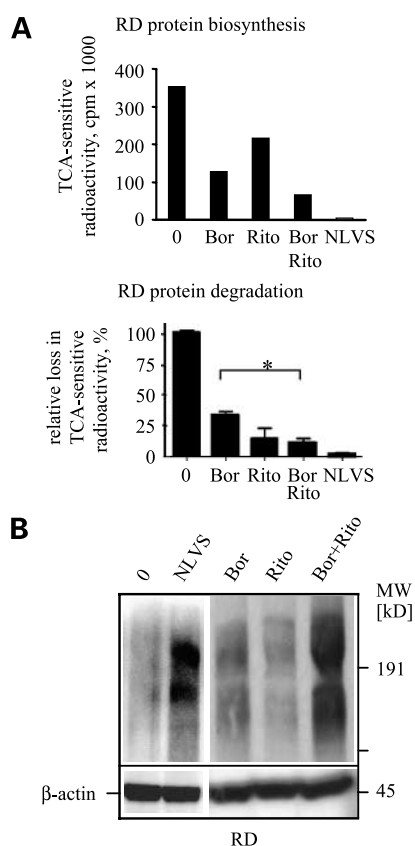 A
RD protein biosynthesis
TCA-sensitive
radioactivity, cpm x 1000
400
300
200
100
0
0 Bor Rito Bor NLVS
Rito
RD protein degradation
relative loss in
TCA-sensitive
radioactivity, %
100
75
50
25
0
*
0 Bor Rito Bor NLVS
Rito
B
0 NLVS Bor Rito Bor+Rito
MW
[kD]
191
β-actin 45
RD